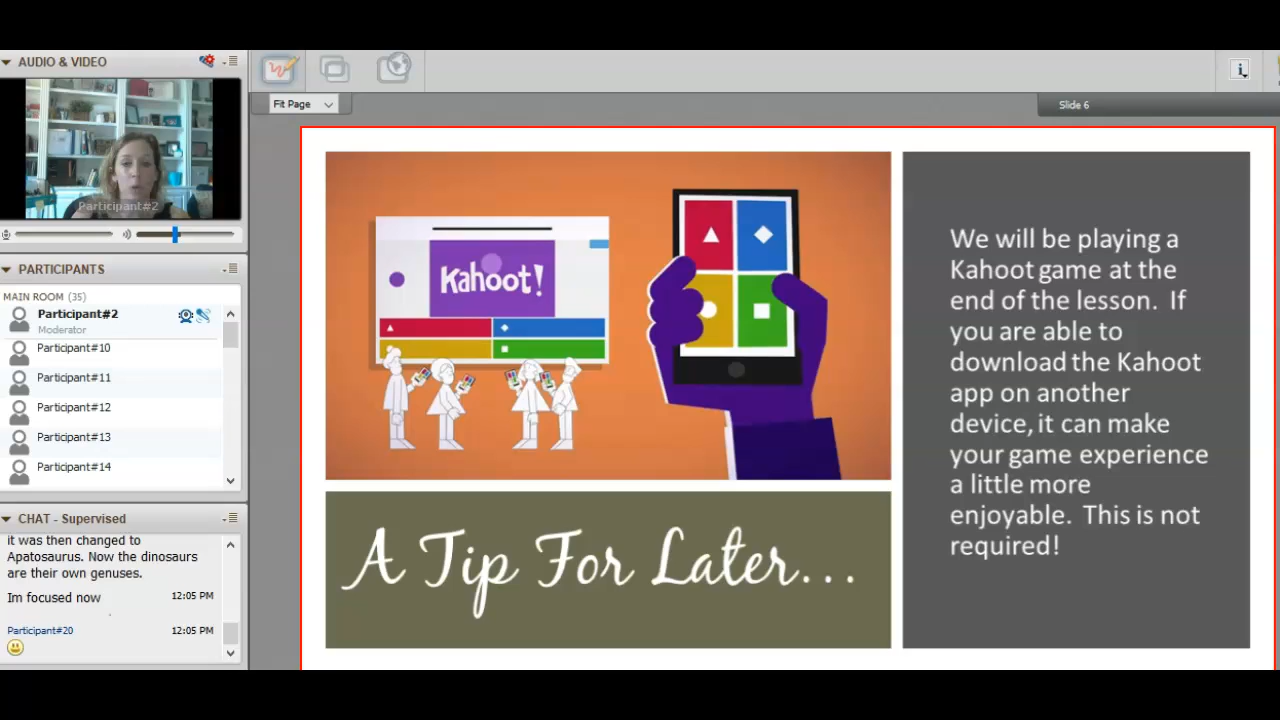 AUDIO & VIDEO
Participant#2
PARTICIPANTS
MAIN ROOM (35)
Participant#2
Moderator
Participant#10
Participant#11
Participant#12
Participant#13
Participant#14
CHAT - Supervised
it was then changed to
Apatosaurus. Now the dinosaurs
are their own genuses.
Im focused now 12:05 PM
Participant#20 12:05 PM
Fit Page
Slide 6
Kahoot!
A Tip For Later...
We will be playing a
Kahoot game at the
end of the lesson. If
you are able to
download the Kahoot
app on another
device, it can make
your game experience
a little more
enjoyable. This is not
required!